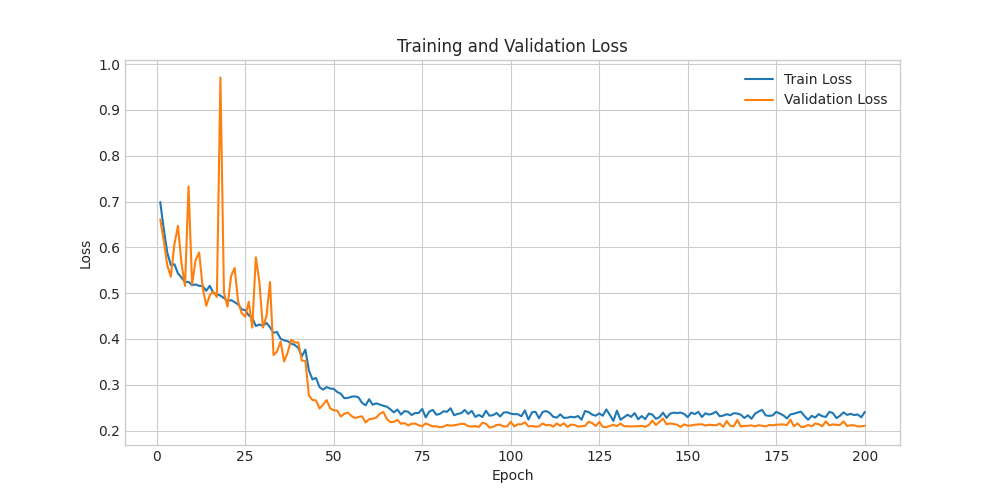 Training and Validation Loss
Train Loss
Validation Loss
1.0
0.9
0.8
0.7
0.6
0.5
0.4
0.3
0.2
Loss
0 25 50 75 100 125 150 175 200
Epoch